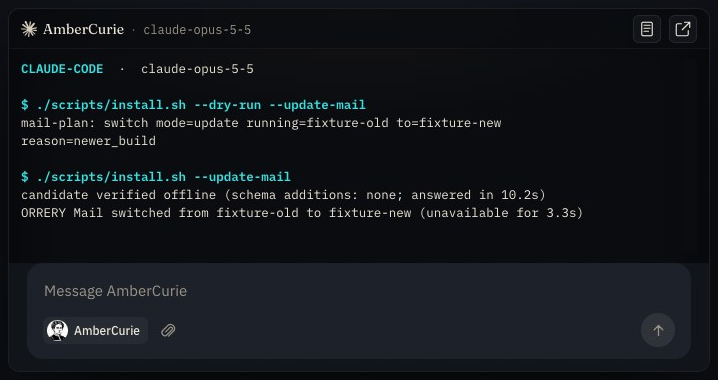 AmberCurie · claude-opus-5-5
CLAUDE-CODE · claude-opus-5-5
$ ./scripts/install.sh --dry-run --update-mail
mail-plan: switch mode=update running=fixture-old to=fixture-new
reason=newer_build
$ ./scripts/install.sh --update-mail
candidate verified offline (schema additions: none; answered in 10.2s)
ORRERY Mail switched from fixture-old to fixture-new (unavailable for 3.3s)
Message AmberCurie
AmberCurie